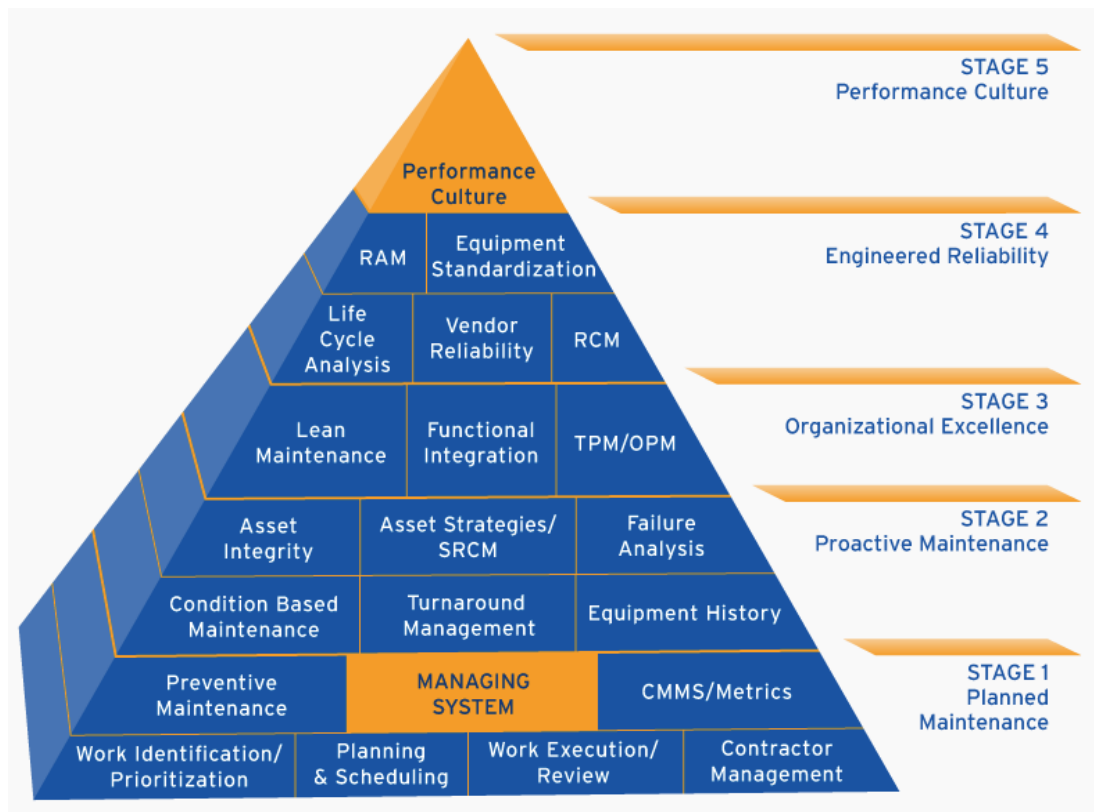 STAGE 5
Performance Culture
Performance
Culture
STAGE 4
Engineered Reliability
RAM
Equipment
Standardization
Life
Cycle
Analysis
Vendor
Reliability
RCM
STAGE 3
Organizational Excellence
Lean
Maintenance
Functional
Integration
TPM/OPM
STAGE 2
Proactive Maintenance
Asset
Integrity
Asset Strategies/
SRCM
Failure
Analysis
Condition Based
Maintenance
Turnaround
Management
Equipment History
STAGE 1
Planned
Maintenance
Preventive
Maintenance
MANAGING
SYSTEM
CMMS/Metrics
Work Identification/
Prioritization
Planning
& Scheduling
Work Execution/
Review
Contractor
Management